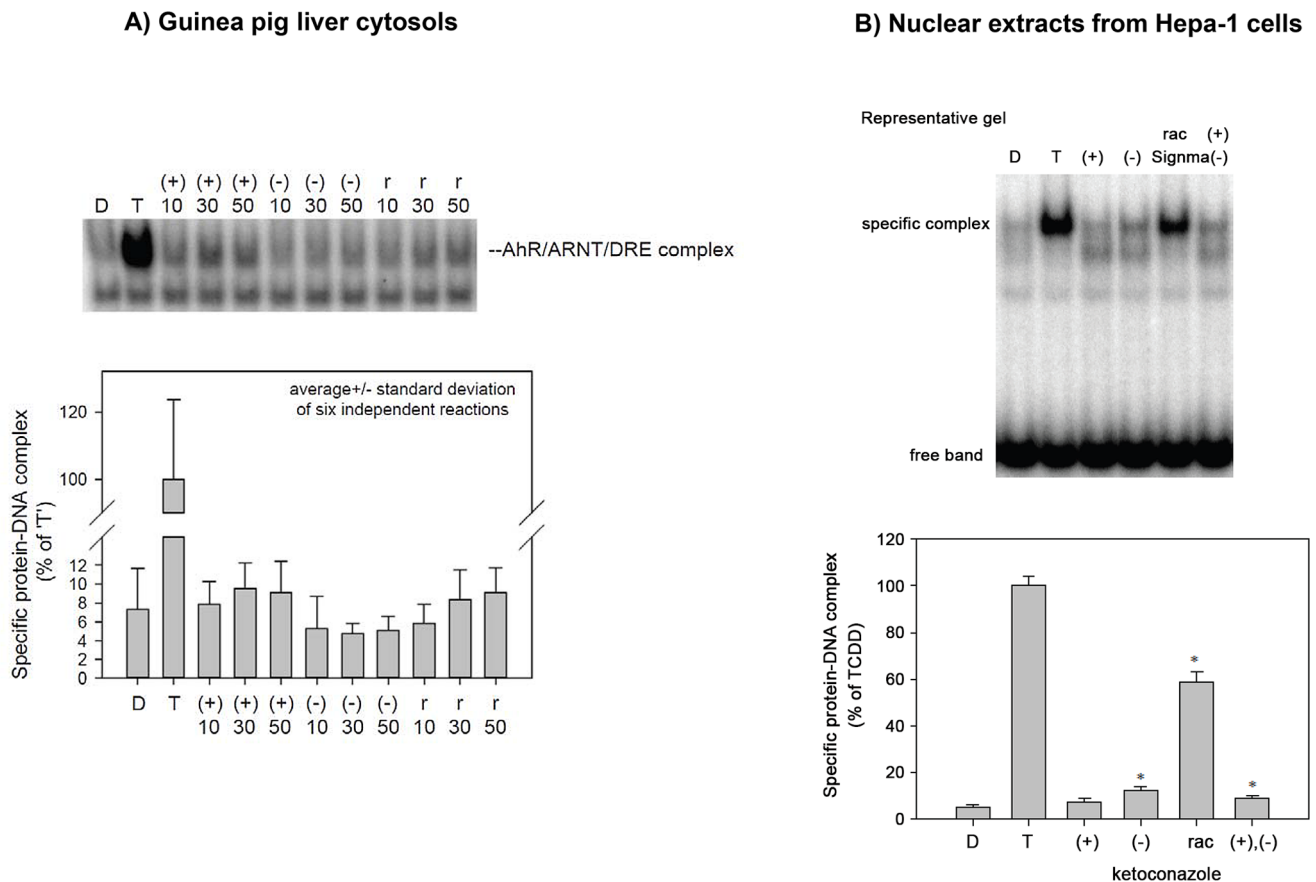 A) Guinea pig liver cytosols
(+) (+) (+) (-) (-) (-) r r r
D T 10 30 50 10 30 50 10 30 50
--AhR/ARNT/DRE complex
average+/- standard deviation
of six independent reactions
Specific protein-DNA complex
(% of 'T')
120
100
12
10
8
6
4
2
0
D T (+) (+) (+) (-) (-) (-) r r r
10 30 50 10 30 50 10 30 50
B) Nuclear extracts from Hepa-1 cells
Representative gel
rac (+)
D T (+) (-) Signma(-)
specific complex
free band
Specific protein-DNA complex
(% of TCDD)
120
100
80
60
40
20
0
* * *
D T (+) (-) rac (+),(-)
ketoconazole